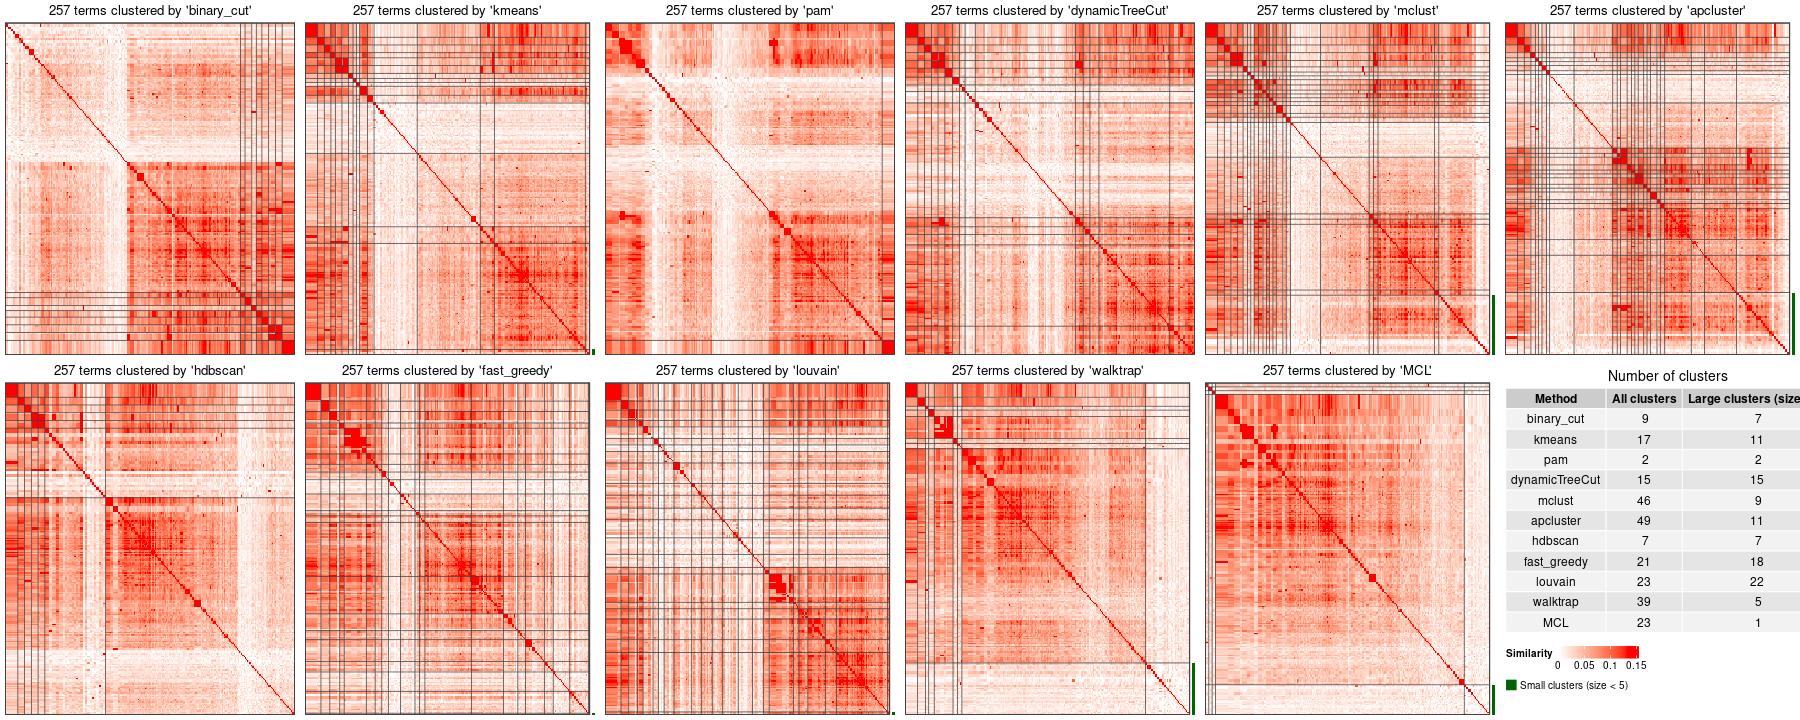 257 terms clustered by 'binary_cut'
257 terms clustered by 'kmeans'
257 terms clustered by 'pam'
257 terms clustered by 'dynamicTreeCut'
257 terms clustered by 'mclust'
257 terms clustered by 'apcluster'
257 terms clustered by 'hdbscan'
257 terms clustered by 'fast_greedy'
257 terms clustered by 'louvain'
257 terms clustered by 'walktrap'
257 terms clustered by 'MCL'
Number of clusters
Method All clusters Large clusters (size
binary_cut 9 7
kmeans 17 11
pam 2 2
dynamicTreeCut 15 15
mclust 46 9
apcluster 49 11
hdbscan 7 7
fast_greedy 21 18
louvain 23 22
walktrap 39 5
MCL 23 1
Similarity
0 0.05 0.1 0.15
Small clusters (size < 5)